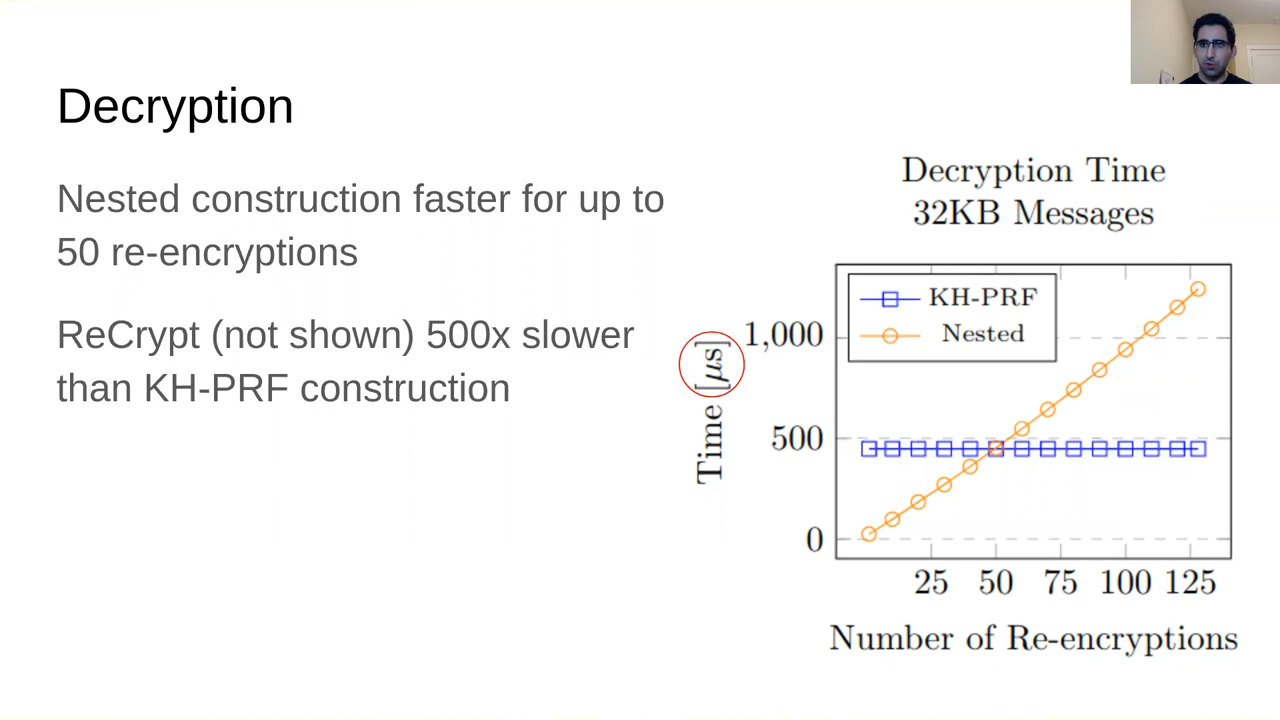 Decryption
Nested construction faster for up to
50 re-encryptions
ReCrypt (not shown) 500x slower
than KH-PRF construction
Decryption Time
32KB Messages
KH-PRF
Nested
Time [μs]
1,000
500
0
25 50 75 100 125
Number of Re-encryptions